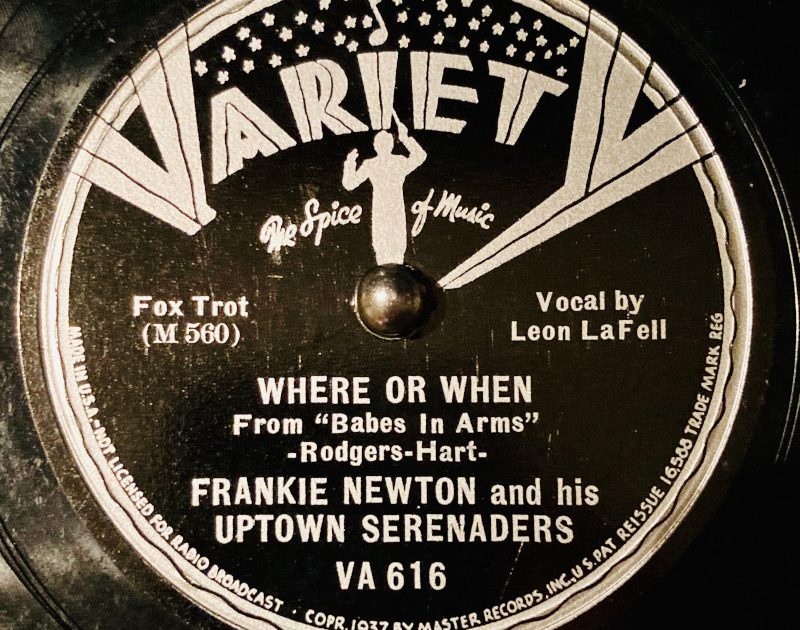 VARIETY
The Spice of Music
Fox Trot
(M 560)
Vocal by
Leon LaFell
WHERE OR WHEN
From "Babes In Arms"
-Rodgers-Hart-
FRANKIE NEWTON and his
UPTOWN SERENADERS
VA 616
MADE IN U.S.A.-NOT LICENSED FOR RADIO BROADCAST · COPR. 1937 BY MASTER RECORDS, INC., U.S. PAT REISSUE 16,588 TRADE MARK REG